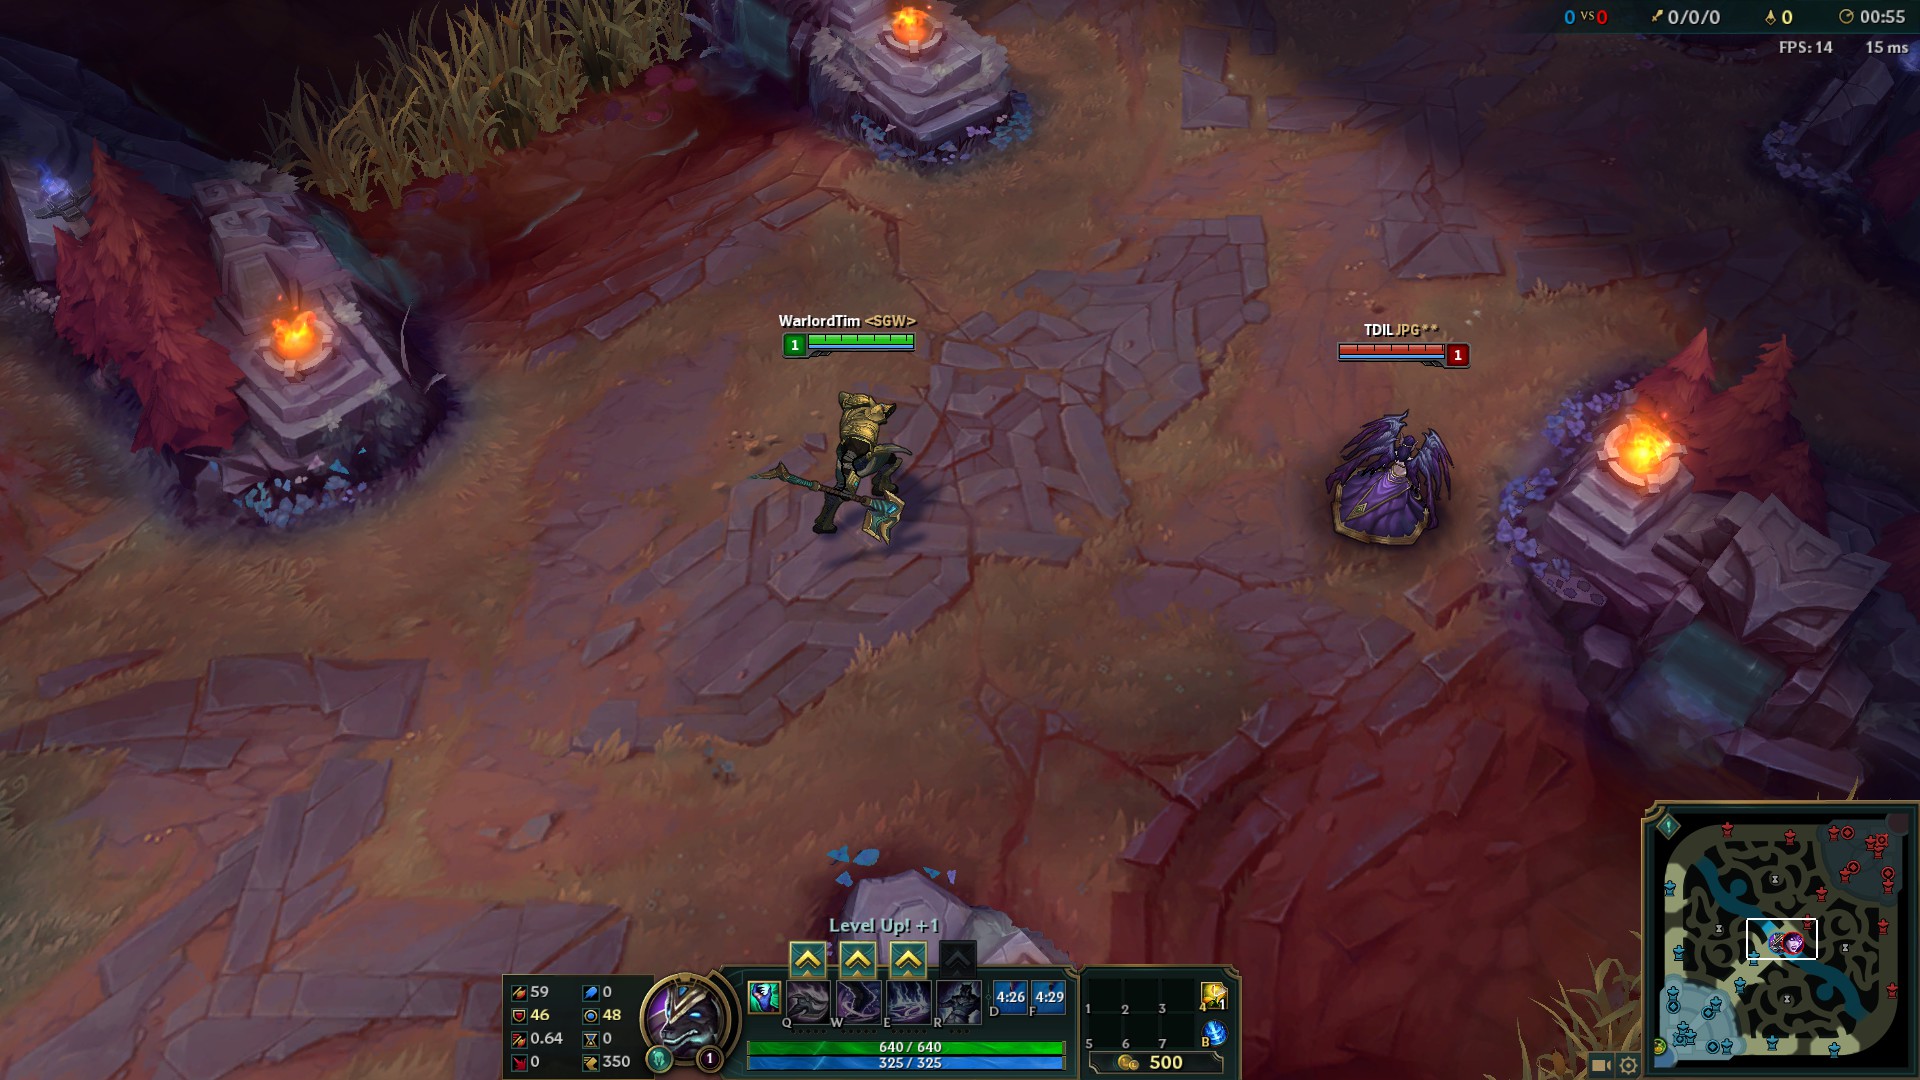 0 vs 0 0/0/0 0 00:55
FPS: 14 15 ms
WarlordTim <SGW>
1
TDIL JPG**
1
Level Up! +1
59 0
46 48
0.64 0
0 350
1
Q W E R
4:26 4:29
D F
640 / 640
325 / 325
1 2 3 4 1
5 6 7 B
500